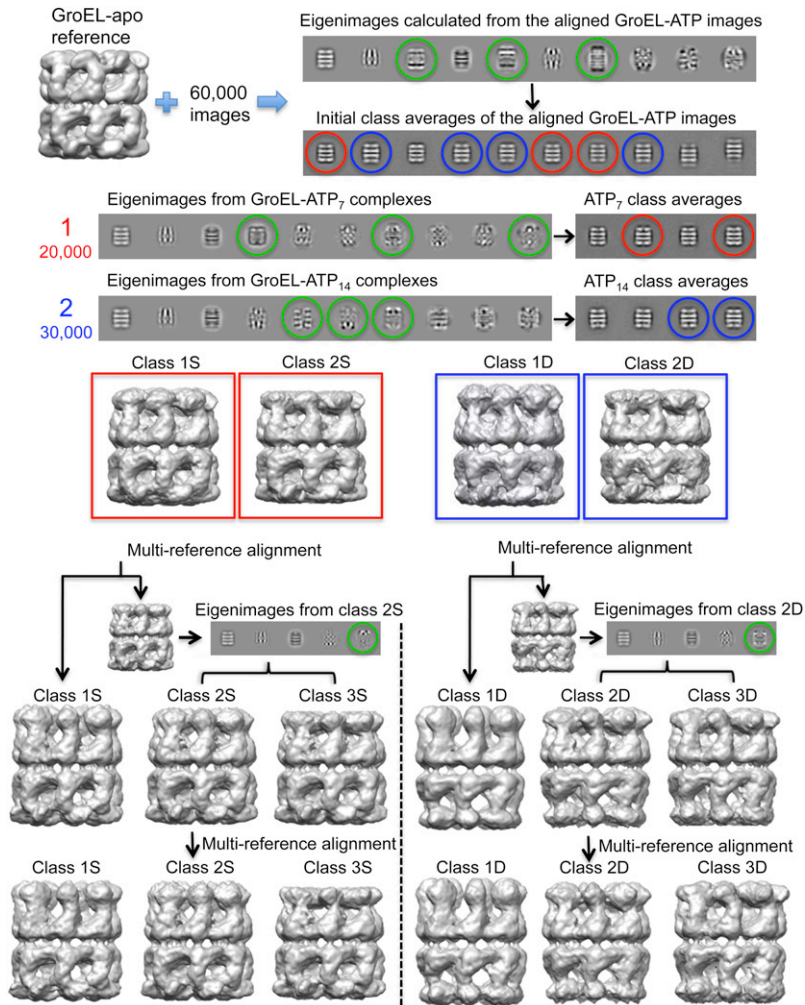 GroEL-apo
reference
60,000
images
Eigenimages calculated from the aligned GroEL-ATP images
Initial class averages of the aligned GroEL-ATP images
Eigenimages from GroEL-ATP₇ complexes
ATP₇ class averages
1
20,000
Eigenimages from GroEL-ATP₁₄ complexes
ATP₁₄ class averages
2
30,000
Class 1S Class 2S Class 1D Class 2D
Multi-reference alignment
Multi-reference alignment
Eigenimages from class 2S
Eigenimages from class 2D
Class 1S Class 2S Class 3S Class 1D Class 2D Class 3D
Multi-reference alignment
Multi-reference alignment
Class 1S Class 2S Class 3S Class 1D Class 2D Class 3D